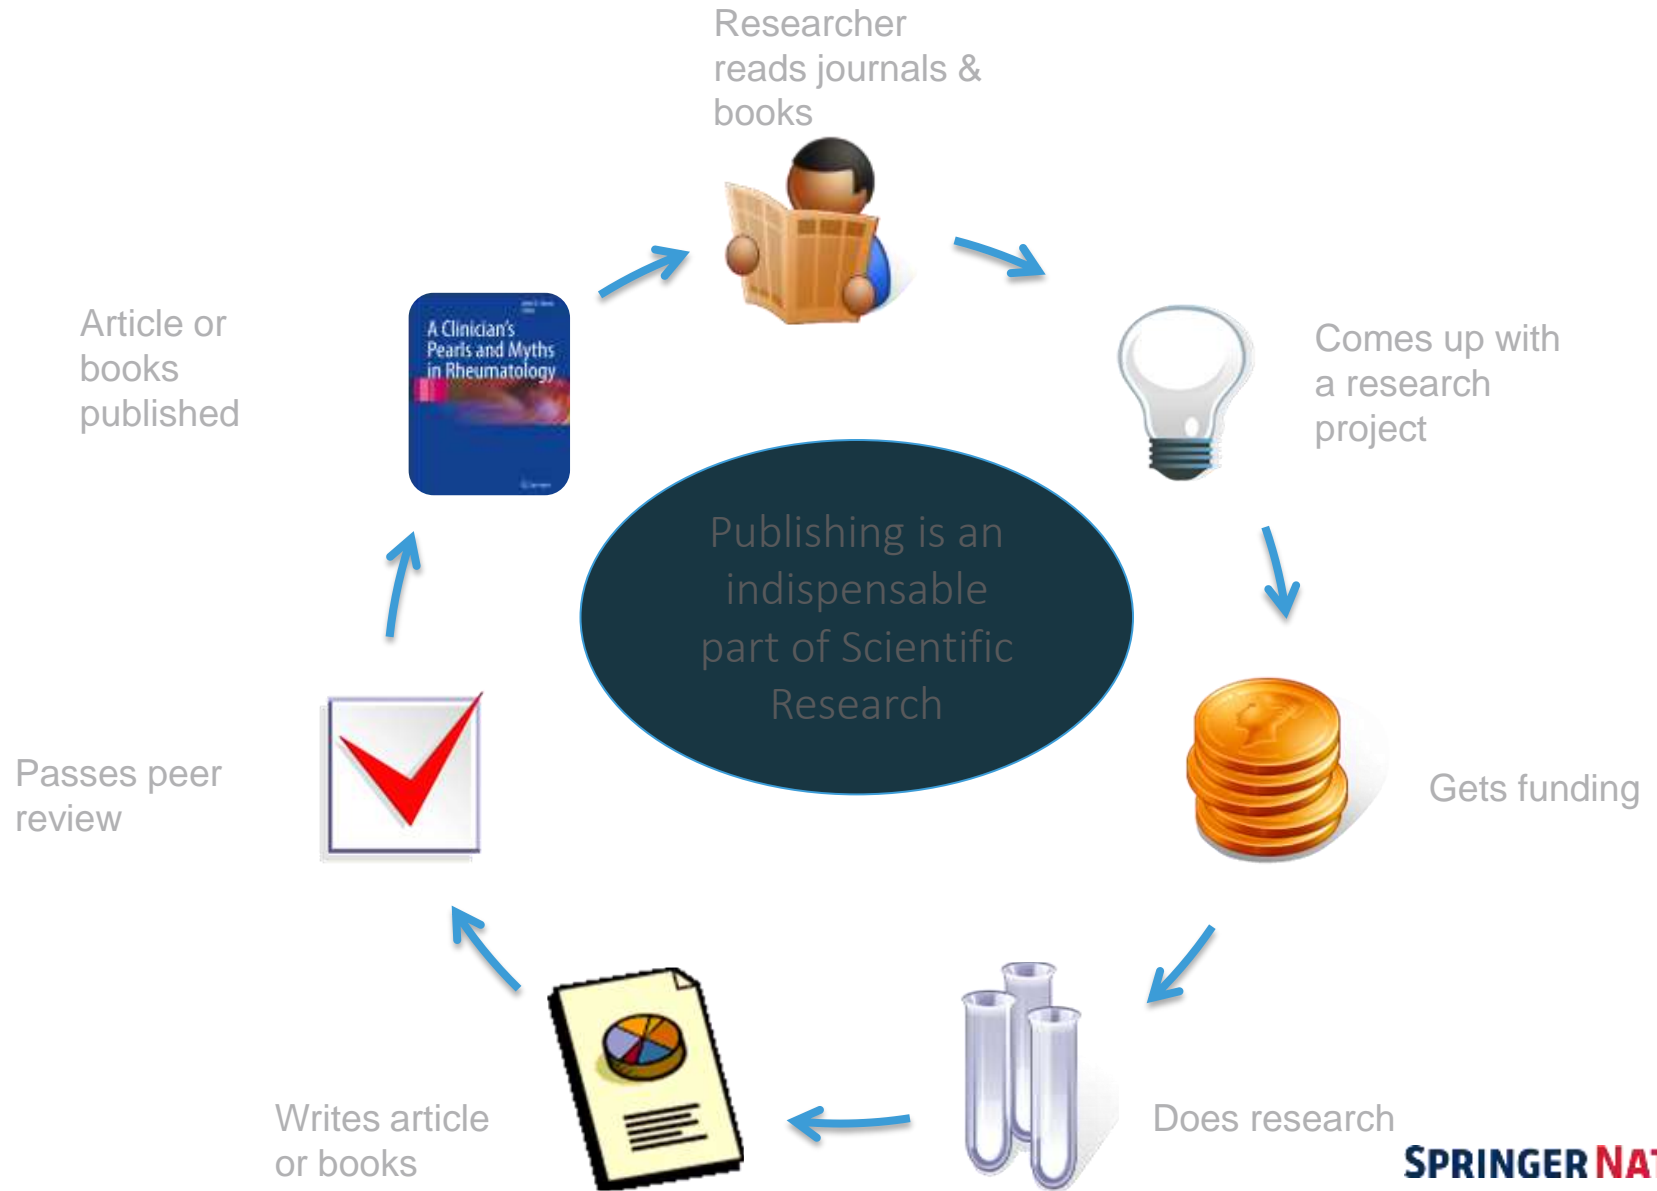 Researcher
reads journals &
books
Comes up with
a research
project
Gets funding
Does research
Writes article
or books
Passes peer
review
Article or
books
published
A Clinician's
Pearls and Myths
in Rheumatology
Publishing is an
indispensable
part of Scientific
Research
SPRINGER NAT